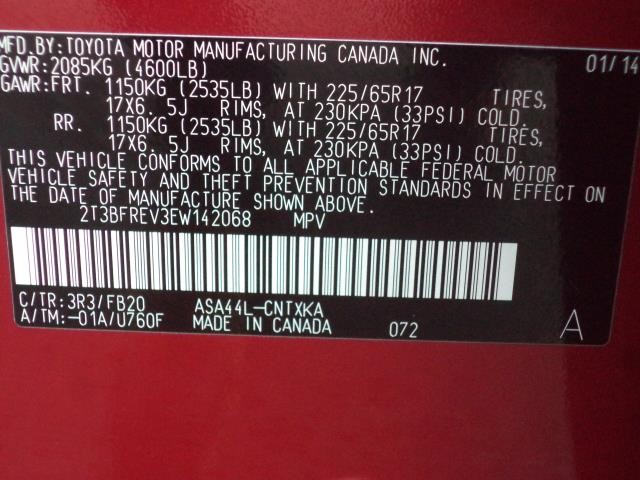 MFD.BY:TOYOTA MOTOR MANUFACTURING CANADA INC.
GVWR:2085KG (4600LB) 01/14
GAWR:FRT. 1150KG (2535LB) WITH 225/65R17 TIRES,
17X6. 5J RIMS, AT 230KPA (33PSI) COLD.
RR. 1150KG (2535LB) WITH 225/65R17 TIRES,
17X6. 5J RIMS, AT 230KPA (33PSI) COLD.
THIS VEHICLE CONFORMS TO ALL APPLICABLE FEDERAL MOTOR
VEHICLE SAFETY AND THEFT PREVENTION STANDARDS IN EFFECT ON
THE DATE OF MANUFACTURE SHOWN ABOVE.
2T3BFREV3EW142068 MPV
C/TR:3R3/FB20 ASA44L-CNTXKA
A/TM:-01A/U760F MADE IN CANADA 072 A